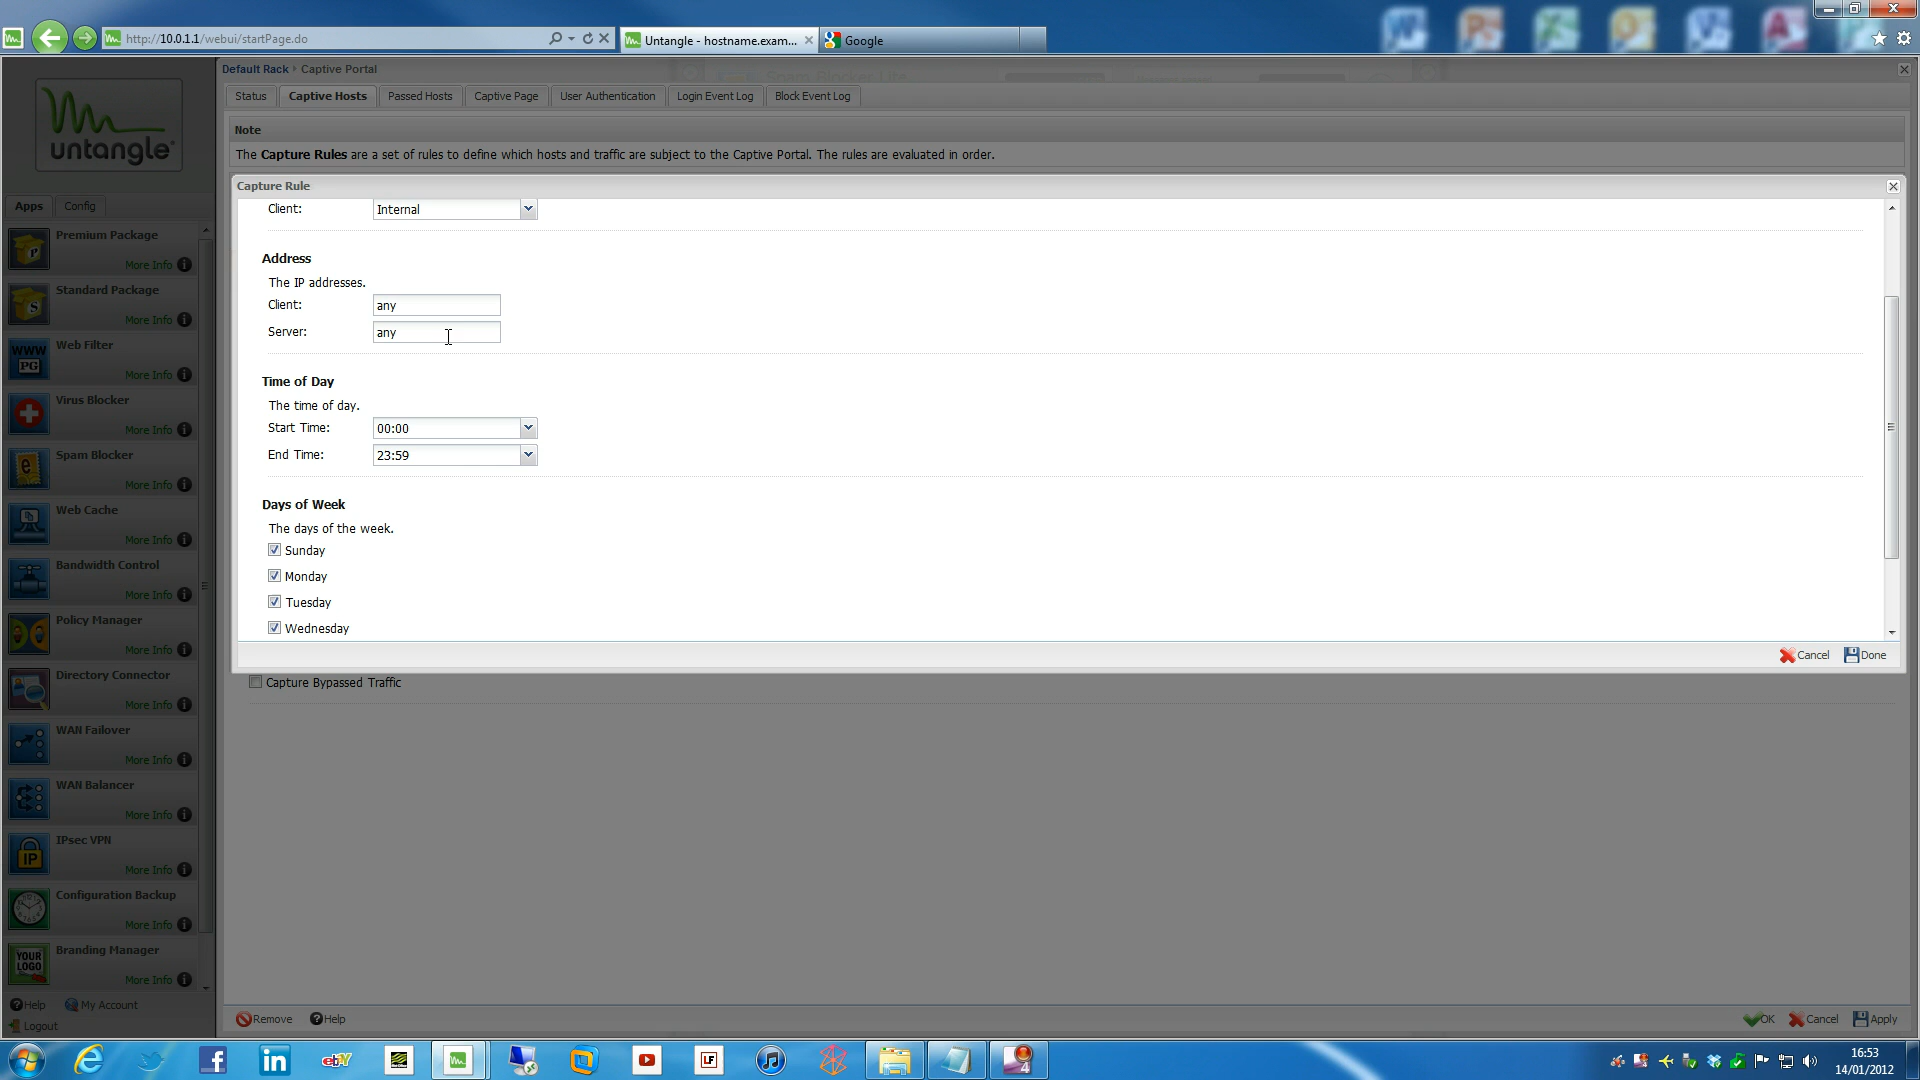 http://10.0.1.1/webui/startPage.do
Untangle - hostname.exam...
Google
untangle
Default Rack › Captive Portal
Status
Captive Hosts
Passed Hosts
Captive Page
User Authentication
Login Event Log
Block Event Log
Note
The Capture Rules are a set of rules to define which hosts and traffic are subject to the Captive Portal. The rules are evaluated in order.
Capture Rule
Client: Internal
Address
The IP addresses.
Client: any
Server: any
Time of Day
The time of day.
Start Time: 00:00
End Time: 23:59
Days of Week
The days of the week.
Sunday
Monday
Tuesday
Wednesday
Cancel
Done
Capture Bypassed Traffic
Apps
Config
Premium Package
More Info
Standard Package
More Info
WWW
PG
Web Filter
More Info
Virus Blocker
More Info
Spam Blocker
More Info
Web Cache
More Info
Bandwidth Control
More Info
Policy Manager
More Info
Directory Connector
More Info
WAN Failover
More Info
WAN Balancer
More Info
IP
IPsec VPN
More Info
Configuration Backup
More Info
YOUR
LOGO
Branding Manager
More Info
Help
My Account
Logout
Remove
Help
OK
Cancel
Apply
ebY
LF
4
16:53
14/01/2012